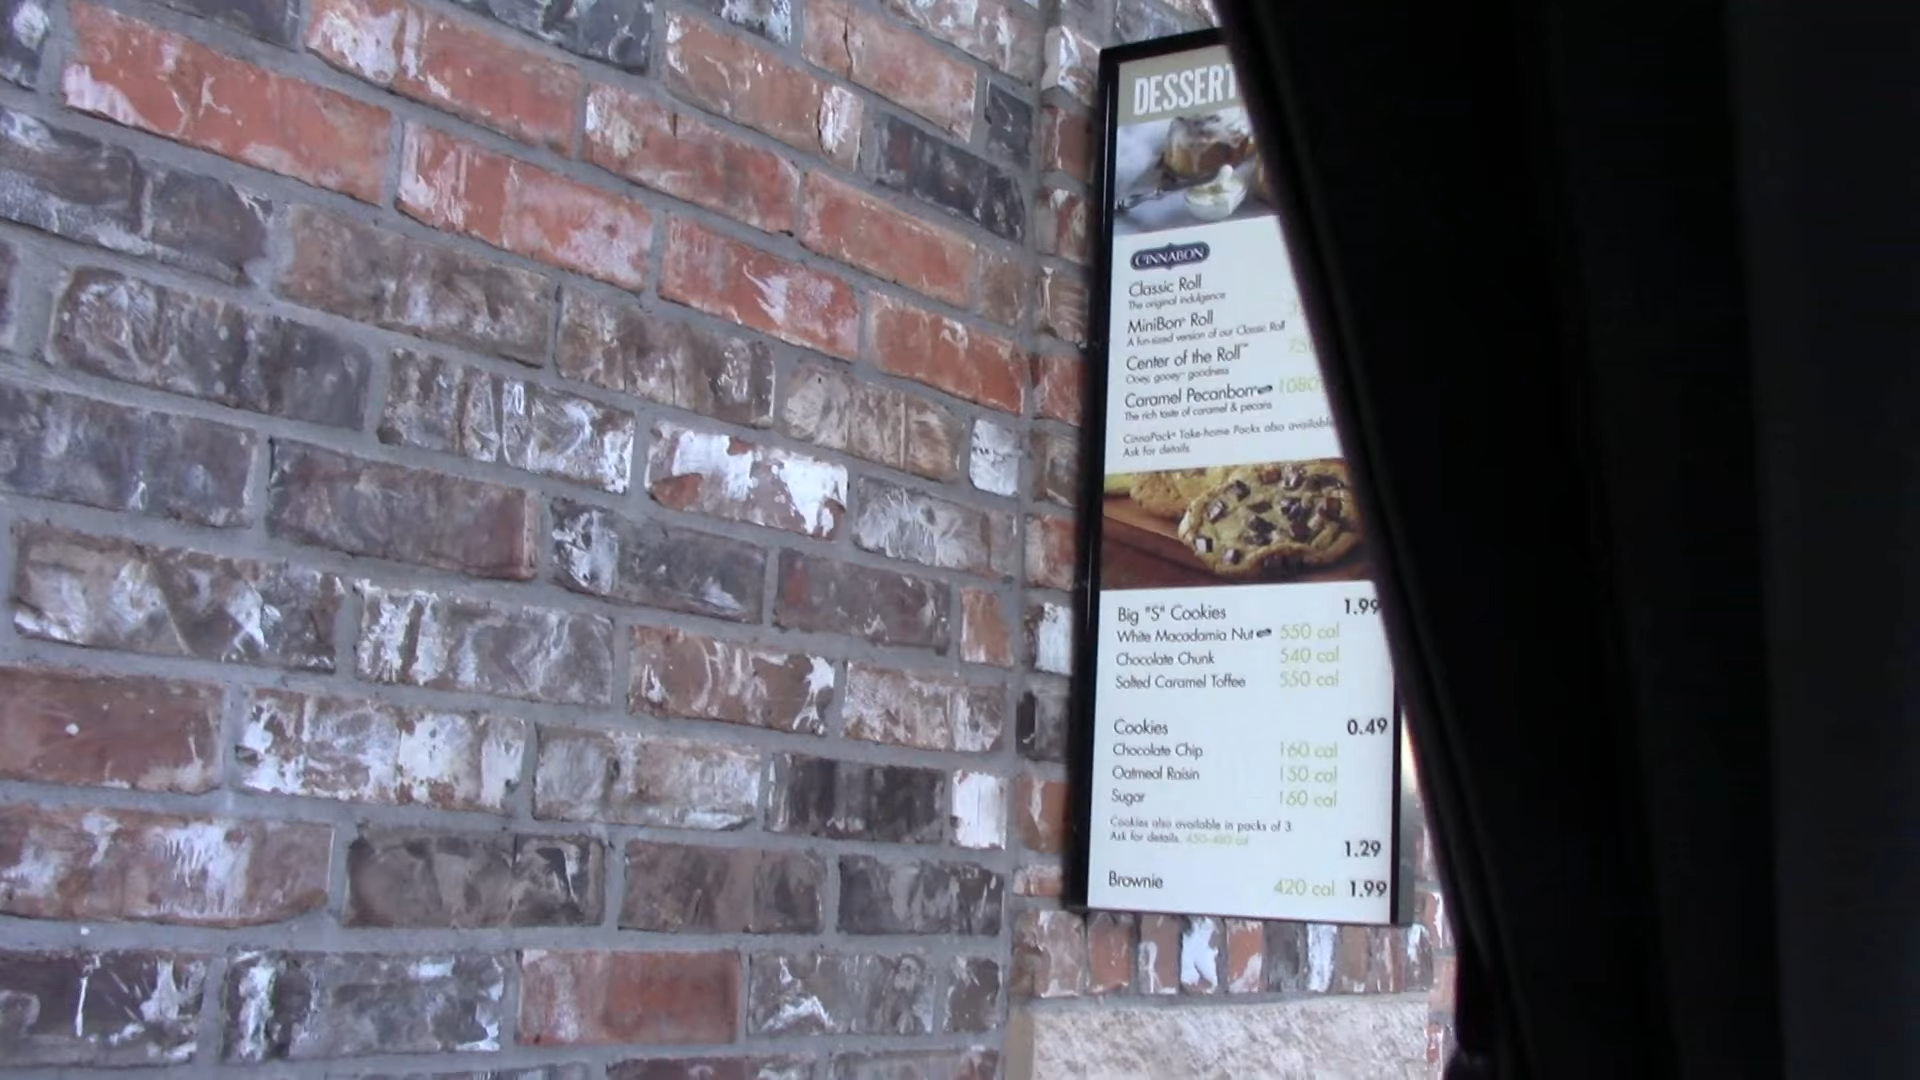 DESSERT
CINNABON
Classic Roll
The original indulgence
MiniBon® Roll
A fun-sized version of our Classic Roll
Center of the Roll™ 750
Ooey, gooey™ goodness
Caramel Pecanbon® 1080
The rich taste of caramel & pecans
CinnaPack® Take-home Packs also available
Ask for details.
Big "S" Cookies 1.99
White Macadamia Nut 550 cal
Chocolate Chunk 540 cal
Salted Caramel Toffee 550 cal
Cookies 0.49
Chocolate Chip 160 cal
Oatmeal Raisin 150 cal
Sugar 160 cal
Cookies also available in packs of 3.
Ask for details. 450-480 cal
1.29
Brownie 420 cal 1.99